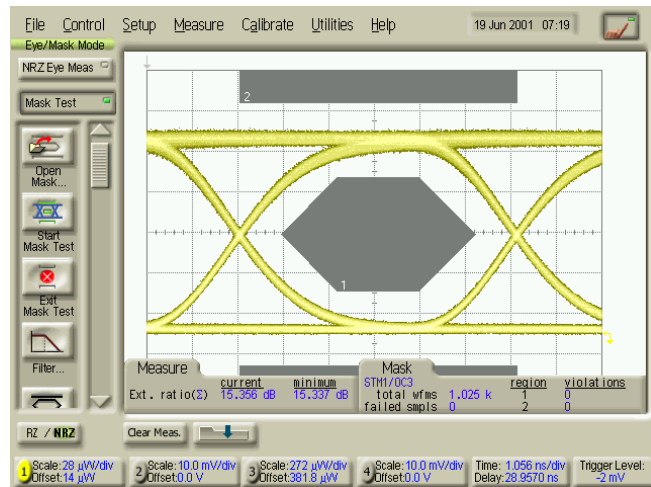 File Control Setup Measure Calibrate Utilities Help 19 Jun 2001 07:19
Eye/Mask Mode
NRZ Eye Meas
Mask Test
Open
Mask...
Start
Mask Test
Exit
Mask Test
Filter...
2
1
Measure
current minimum
Ext. ratio(Σ) 15.356 dB 15.337 dB
Mask
STM1/OC3 region violations
total wfms 1.025 k 1 0
failed smpls 0 2 0
RZ / NRZ
Clear Meas.
1 Scale:28 µW/div
Offset:14 µW
2 Scale:10.0 mV/div
Offset:0.0 V
3 Scale:272 µW/div
Offset:381.8 µW
4 Scale:10.0 mV/div
Offset:0.0 V
Time: 1.056 ns/div
Delay:28.9570 ns
Trigger Level:
-2 mV